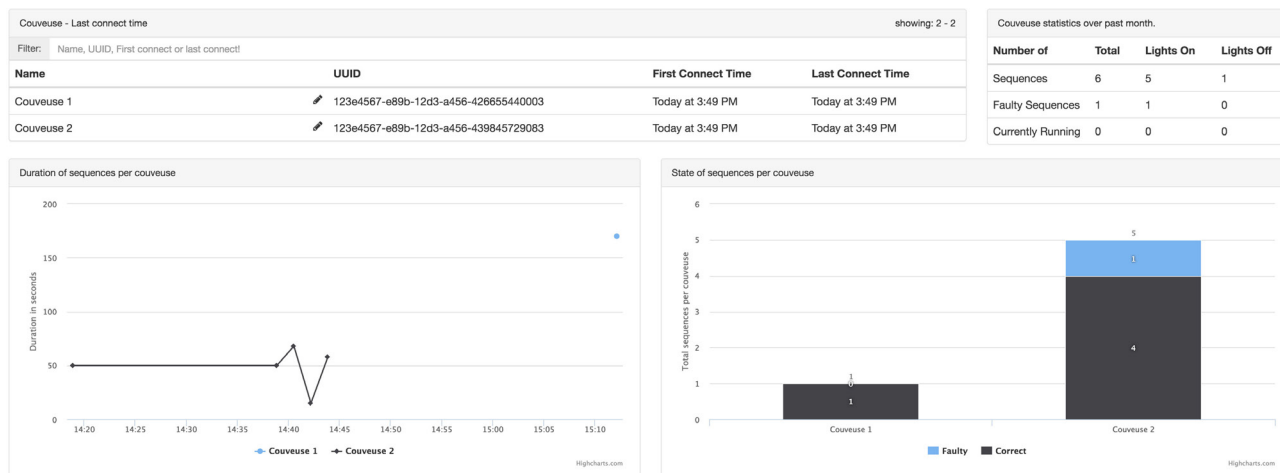 Couveuse - Last connect time showing: 2 - 2
Filter: Name, UUID, First connect or last connect!
Name UUID First Connect Time Last Connect Time
Couveuse 1 123e4567-e89b-12d3-a456-426655440003 Today at 3:49 PM Today at 3:49 PM
Couveuse 2 123e4567-e89b-12d3-a456-439845729083 Today at 3:49 PM Today at 3:49 PM
Couveuse statistics over past month.
Number of Total Lights On Lights Off
Sequences 6 5 1
Faulty Sequences 1 1 0
Currently Running 0 0 0
Duration of sequences per couveuse
Duration in seconds
200
150
100
50
0
14:20 14:25 14:30 14:35 14:40 14:45 14:50 14:55 15:00 15:05 15:10
Couveuse 1 Couveuse 2
Highcharts.com
State of sequences per couveuse
Total sequences per couveuse
6
5
4
3
2
1
0
1
0
1
5
1
4
Couveuse 1 Couveuse 2
Faulty Correct
Highcharts.com